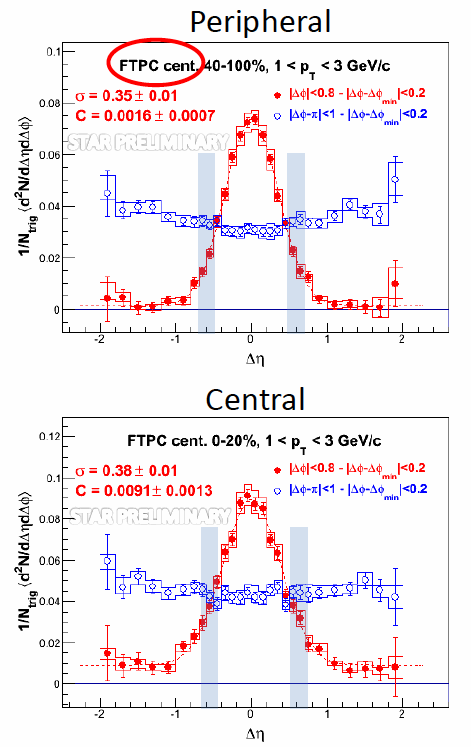 Peripheral
FTPC cent. 40-100%, 1 < p_T < 3 GeV/c
σ = 0.35 ± 0.01
C = 0.0016 ± 0.0007
|Δϕ|<0.8 - |Δϕ-Δϕ_min|<0.2
|Δϕ-π|<1 - |Δϕ-Δϕ_min|<0.2
STAR PRELIMINARY
1/N_trig ⟨d²N/dΔηdΔϕ⟩
0.1
0.08
0.06
0.04
0.02
0
-2 -1 0 1 2
Δη
Central
FTPC cent. 0-20%, 1 < p_T < 3 GeV/c
σ = 0.38 ± 0.01
C = 0.0091 ± 0.0013
|Δϕ|<0.8 - |Δϕ-Δϕ_min|<0.2
|Δϕ-π|<1 - |Δϕ-Δϕ_min|<0.2
STAR PRELIMINARY
1/N_trig ⟨d²N/dΔηdΔϕ⟩
0.12
0.1
0.08
0.06
0.04
0.02
0
-2 -1 0 1 2
Δη